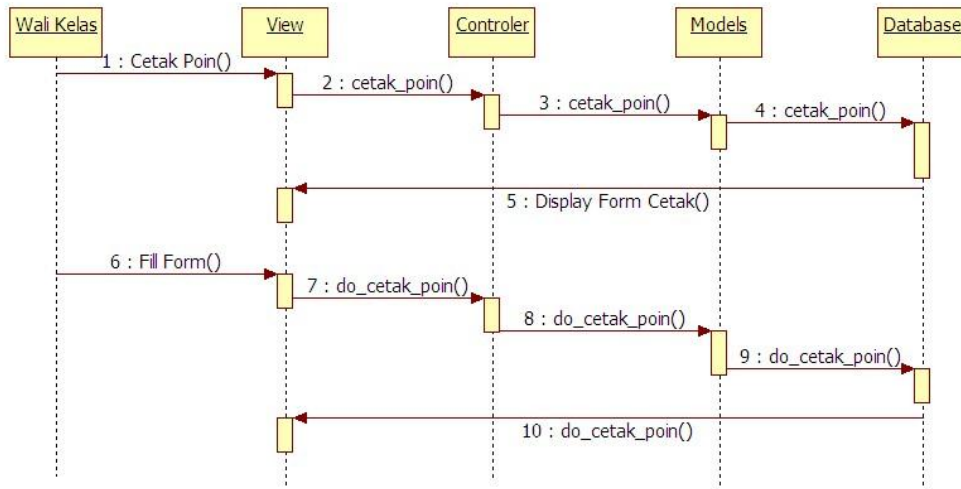 Wali Kelas
View
Controler
Models
Database
1 : Cetak Poin()
2 : cetak_poin()
3 : cetak_poin()
4 : cetak_poin()
5 : Display Form Cetak()
6 : Fill Form()
7 : do_cetak_poin()
8 : do_cetak_poin()
9 : do_cetak_poin()
10 : do_cetak_poin()